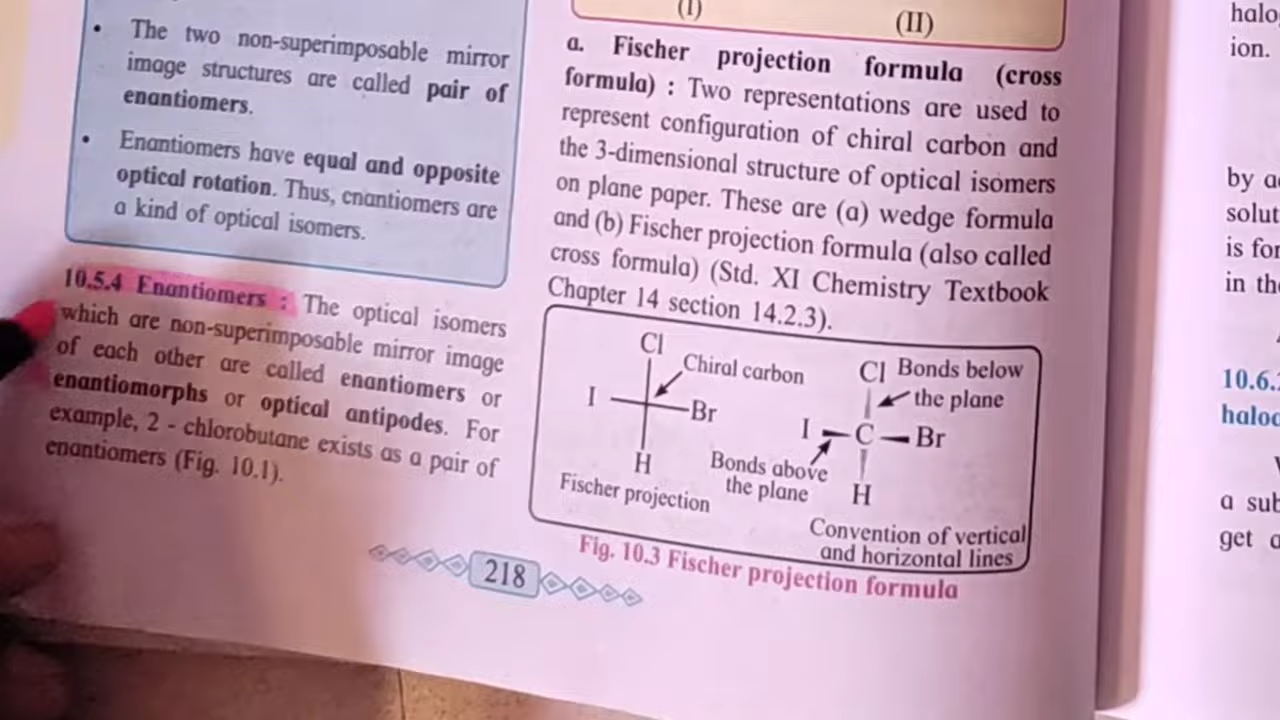 • The two non-superimposable mirror
image structures are called pair of
enantiomers.
• Enantiomers have equal and opposite
optical rotation. Thus, cnantiomers are
a kind of optical isomers.
10.5.4 Enantiomers : The optical isomers
which are non-superimposable mirror image
of each other are called enantiomers or
enantiomorphs or optical antipodes. For
example, 2 - chlorobutane exists as a pair of
enantiomers (Fig. 10.1).
(I) (II)
a. Fischer projection formula (cross
formula) : Two representations are used to
represent configuration of chiral carbon and
the 3-dimensional structure of optical isomers
on plane paper. These are (a) wedge formula
and (b) Fischer projection formula (also called
cross formula) (Std. XI Chemistry Textbook
Chapter 14 section 14.2.3).
Cl
Chiral carbon
I
Br
H
Fischer projection
Cl
Bonds below
the plane
I C Br
Bonds above
the plane
H
Convention of vertical
and horizontal lines
Fig. 10.3 Fischer projection formula
218
halo
ion.
by
solut
is for
in
10.6.
a sub
get